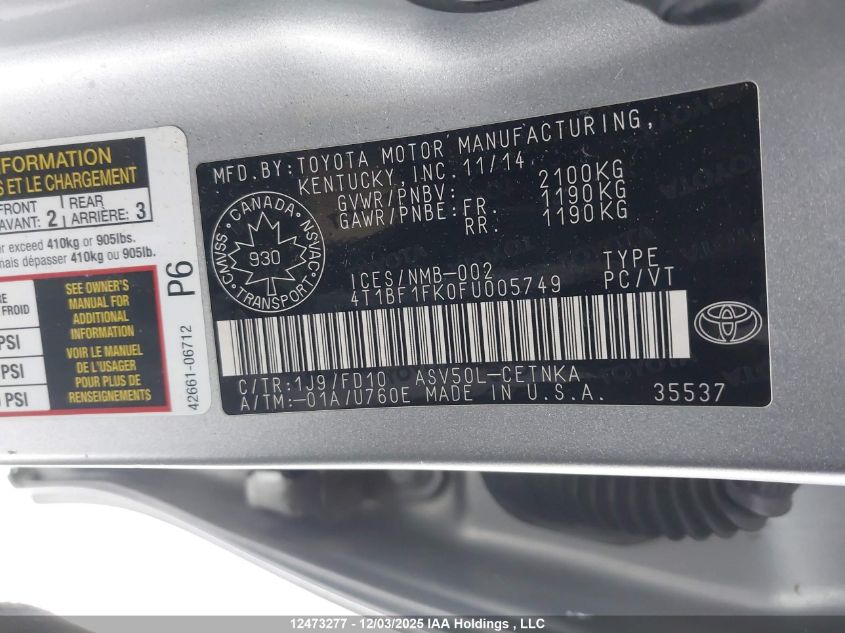 NFORMATION
S ET LE CHARGEMENT
FRONT
AVANT: 2
REAR
ARRIÈRE: 3
er exceed 410kg or 905lbs.
mais dépasser 410kg ou 905lb.
RE
FROID
PSI
PSI
PSI
SEE OWNER'S
MANUAL FOR
ADDITIONAL
INFORMATION
VOIR LE MANUEL
DE L'USAGER
POUR PLUS DE
RENSEIGNEMENTS
P6
42661-06712
MFD.BY:TOYOTA MOTOR MANUFACTURING,
KENTUCKY,INC.11/14
GVWR/PNBV: 2100KG
GAWR/PNBE:FR: 1190KG
RR: 1190KG
CANADA
930
TRANSPORT
ICES/NMB-002
TYPE
4T1BF1FK0FU005749 PC/VT
C/TR:1J9/FD10 ASV50L-CETNKA
A/TM:-01A/U760E MADE IN U.S.A. 35537
12473277 - 12/03/2025 IAA Holdings , LLC